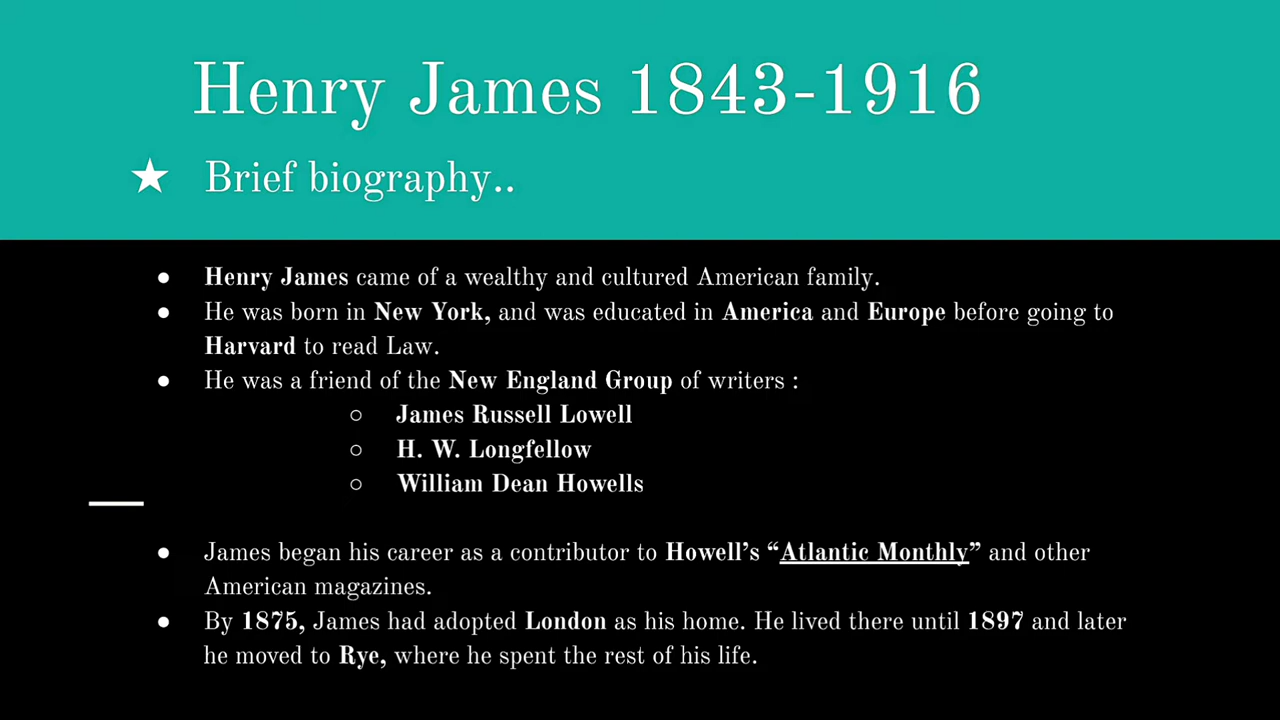 Henry James 1843-1916
★ Brief biography..
● Henry James came of a wealthy and cultured American family.
● He was born in New York, and was educated in America and Europe before going to
Harvard to read Law.
● He was a friend of the New England Group of writers :
○ James Russell Lowell
○ H. W. Longfellow
○ William Dean Howells
● James began his career as a contributor to Howell’s “Atlantic Monthly” and other
American magazines.
● By 1875, James had adopted London as his home. He lived there until 1897 and later
he moved to Rye, where he spent the rest of his life.